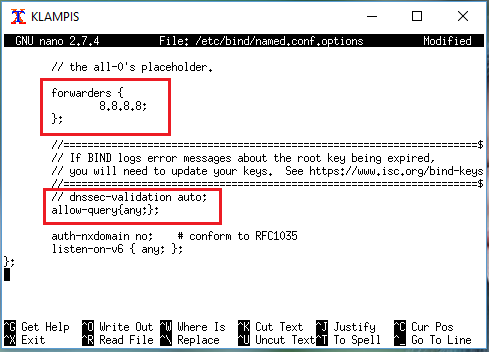 KLAMPIS
GNU nano 2.7.4 File: /etc/bind/named.conf.options Modified
// the all-0's placeholder.
forwarders {
8.8.8.8;
};
//=====================================================================$
// If BIND logs error messages about the root key being expired,
// you will need to update your keys. See https://www.isc.org/bind-keys
//=====================================================================$
// dnssec-validation auto;
allow-query{any;};
auth-nxdomain no; # conform to RFC1035
listen-on-v6 { any; };
};
^G Get Help ^O Write Out ^W Where Is ^K Cut Text ^J Justify ^C Cur Pos
^X Exit ^R Read File ^\ Replace ^U Uncut Text ^T To Spell ^_ Go To Line